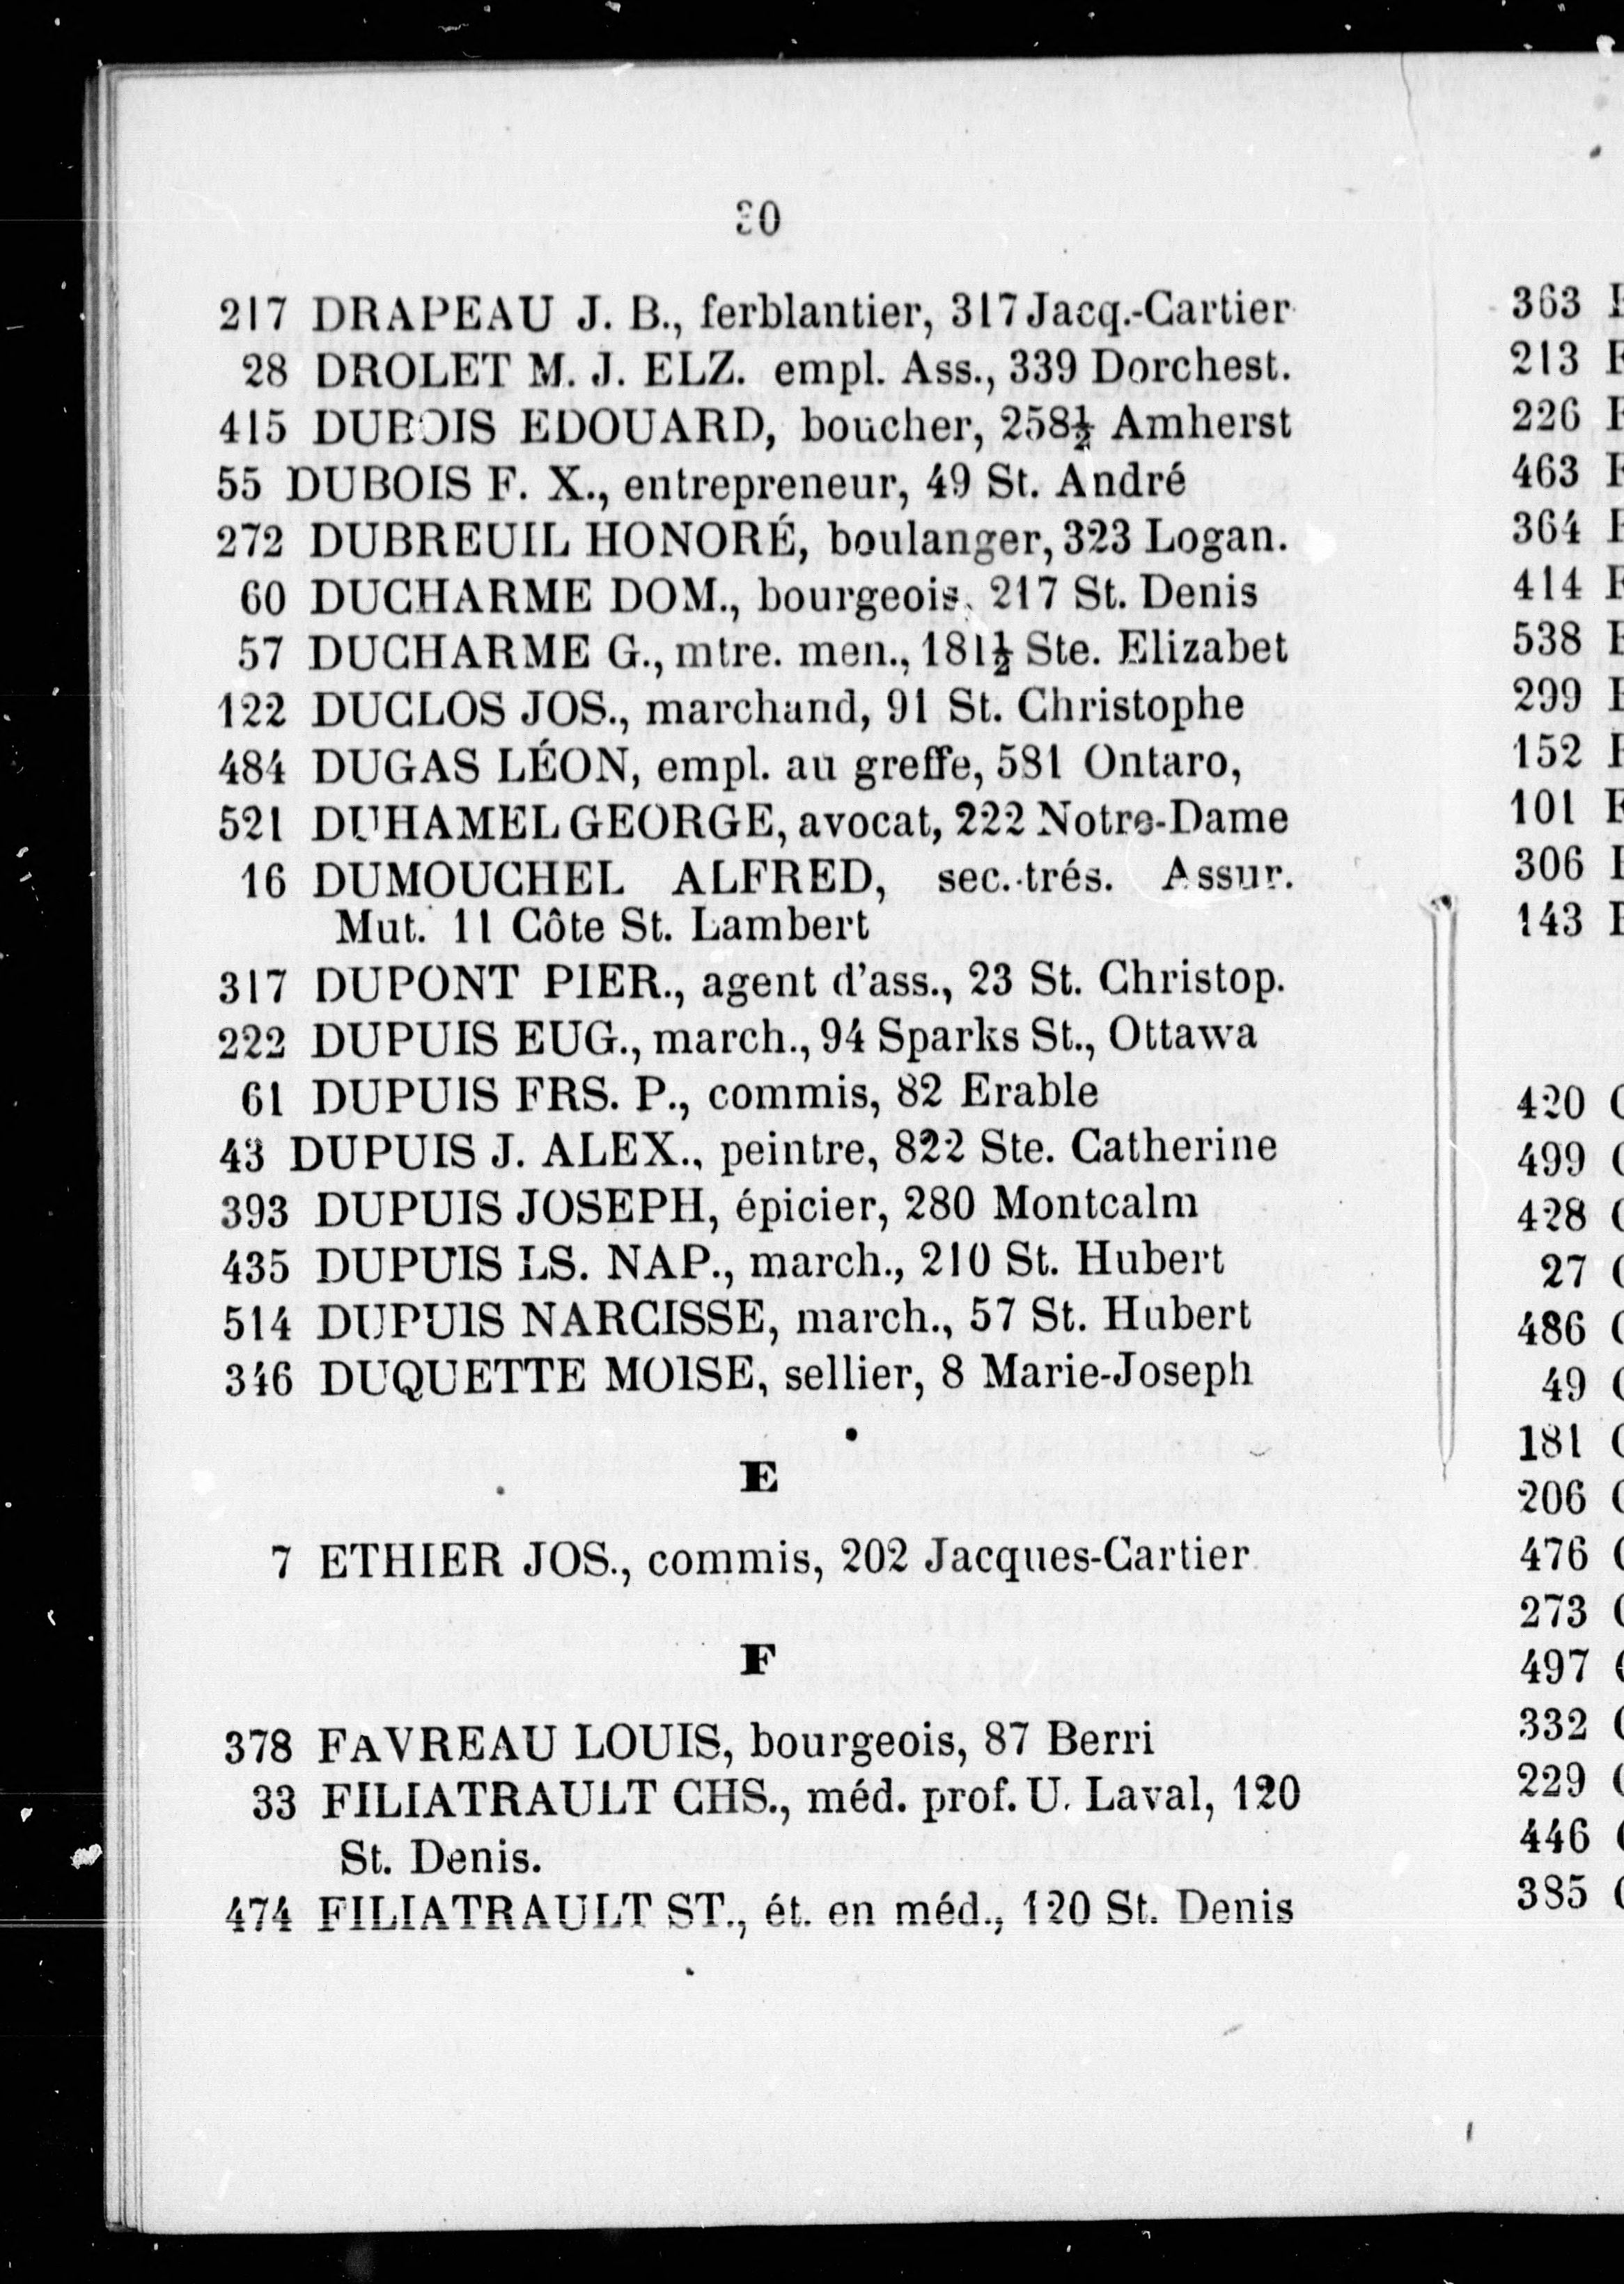 30
217 DRAPEAU J. B., ferblantier, 317 Jacq.-Cartier
28 DROLET M. J. ELZ. empl. Ass., 339 Dorchest.
415 DUBOIS EDOUARD, boucher, 258½ Amherst
55 DUBOIS F. X., entrepreneur, 49 St. André
272 DUBREUIL HONORÉ, boulanger, 323 Logan.
60 DUCHARME DOM., bourgeois, 217 St. Denis
57 DUCHARME G., mtre. men., 181½ Ste. Elizabet
122 DUCLOS JOS., marchand, 91 St. Christophe
484 DUGAS LÉON, empl. au greffe, 581 Ontaro,
521 DUHAMEL GEORGE, avocat, 222 Notre-Dame
16 DUMOUCHEL ALFRED, sec.-trés. Assur.
Mut. 11 Côte St. Lambert
317 DUPONT PIER., agent d'ass., 23 St. Christop.
222 DUPUIS EUG., march., 94 Sparks St., Ottawa
61 DUPUIS FRS. P., commis, 82 Erable
43 DUPUIS J. ALEX., peintre, 822 Ste. Catherine
393 DUPUIS JOSEPH, épicier, 280 Montcalm
435 DUPUIS LS. NAP., march., 210 St. Hubert
514 DUPUIS NARCISSE, march., 57 St. Hubert
346 DUQUETTE MOISE, sellier, 8 Marie-Joseph
E
7 ETHIER JOS., commis, 202 Jacques-Cartier
F
378 FAVREAU LOUIS, bourgeois, 87 Berri
33 FILIATRAULT CHS., méd. prof. U. Laval, 120
St. Denis.
474 FILIATRAULT ST., ét. en méd., 120 St. Denis
363
213
226
463
364
414
538
299
152
101
306
143
420
499
428
27
486
49
181
206
476
273
497
332
229
446
385